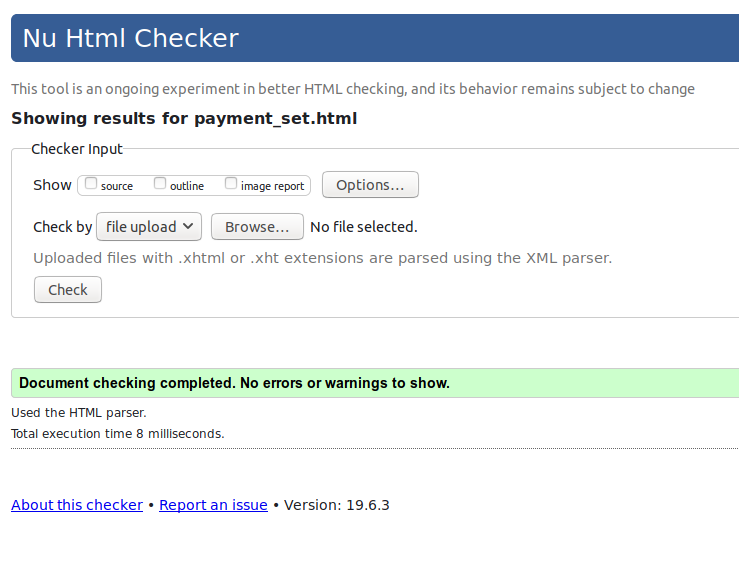 Nu Html Checker
This tool is an ongoing experiment in better HTML checking, and its behavior remains subject to change
Showing results for payment_set.html
Checker Input
Show source outline image report Options...
Check by file upload Browse... No file selected.
Uploaded files with .xhtml or .xht extensions are parsed using the XML parser.
Check
Document checking completed. No errors or warnings to show.
Used the HTML parser.
Total execution time 8 milliseconds.
About this checker • Report an issue • Version: 19.6.3